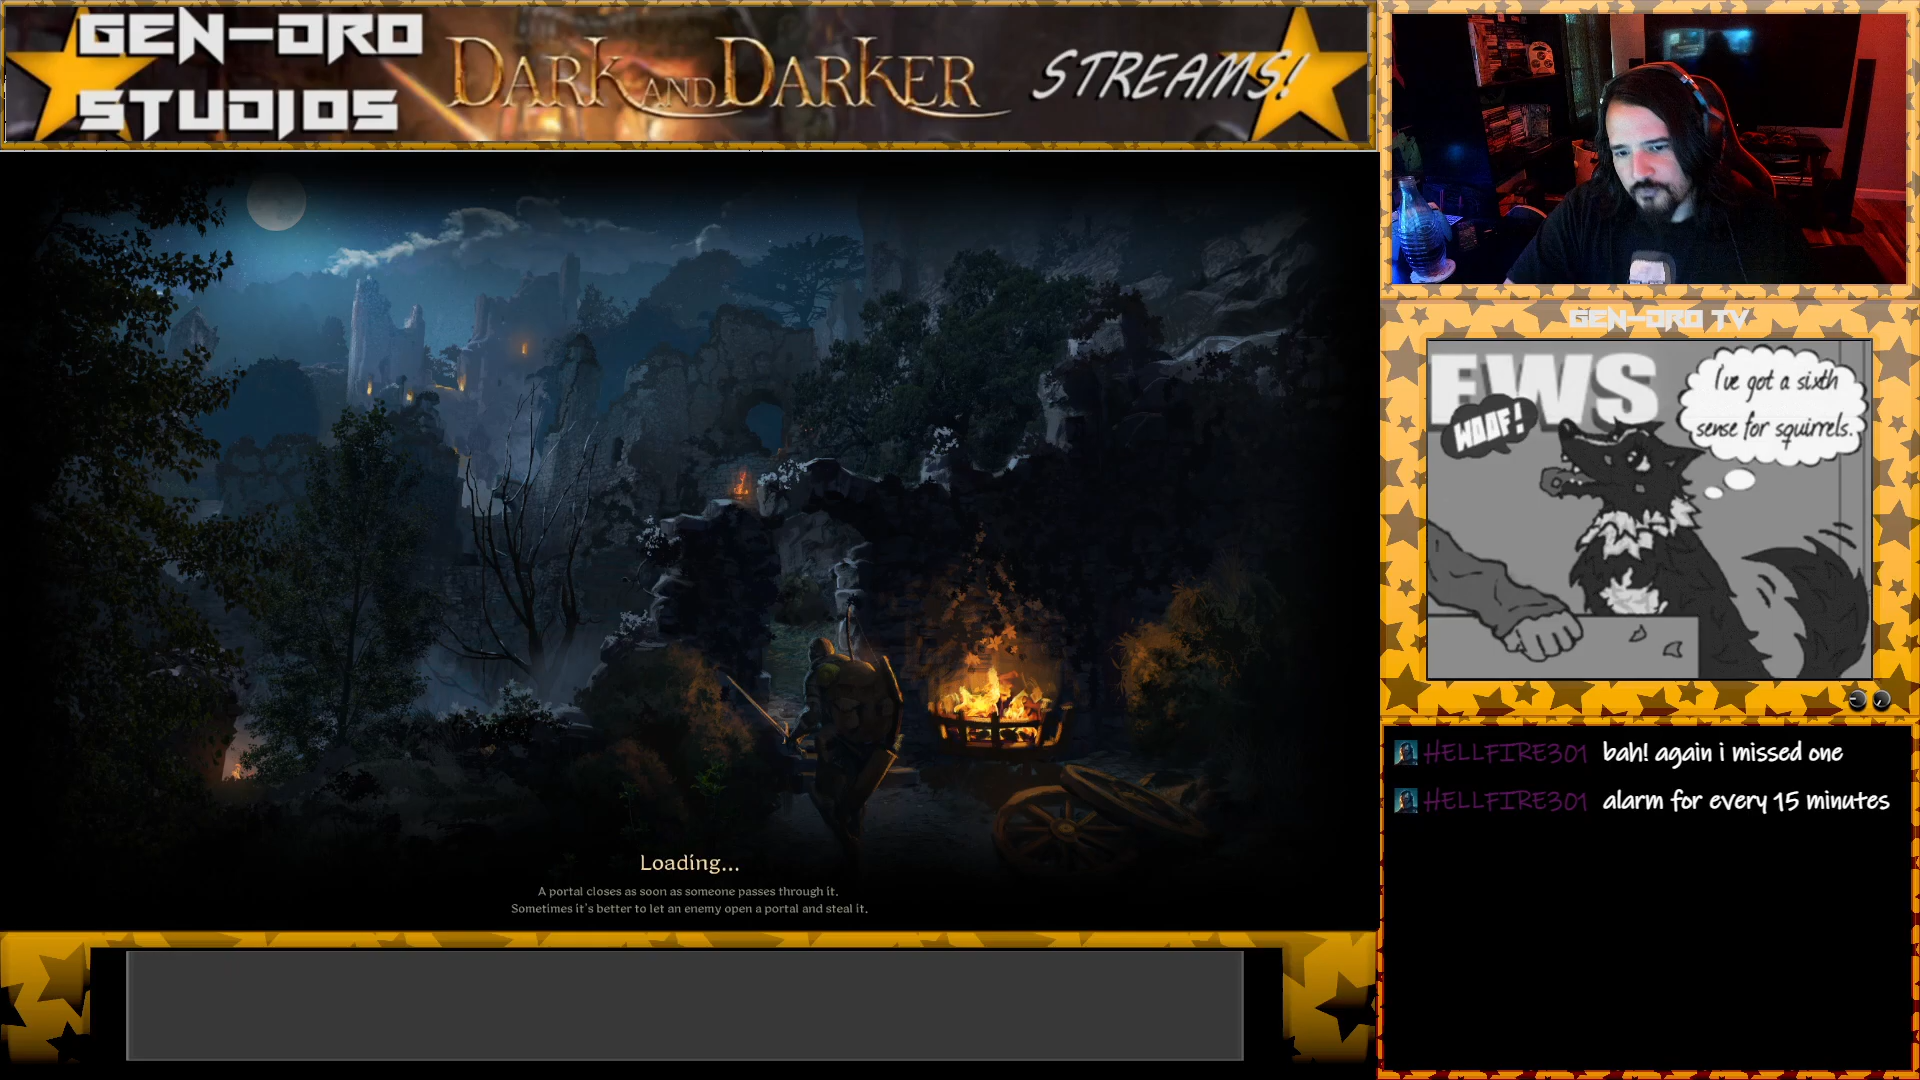 GEN-DRO
STUDIOS
DARK AND DARKER
STREAMS!
GEN-DRO TV
EWS
WOOF!
I've got a sixth
sense for squirrels.
HELLFIRE301 bah! again i missed one
HELLFIRE301 alarm for every 15 minutes
Loading...
A portal closes as soon as someone passes through it.
Sometimes it's better to let an enemy open a portal and steal it.